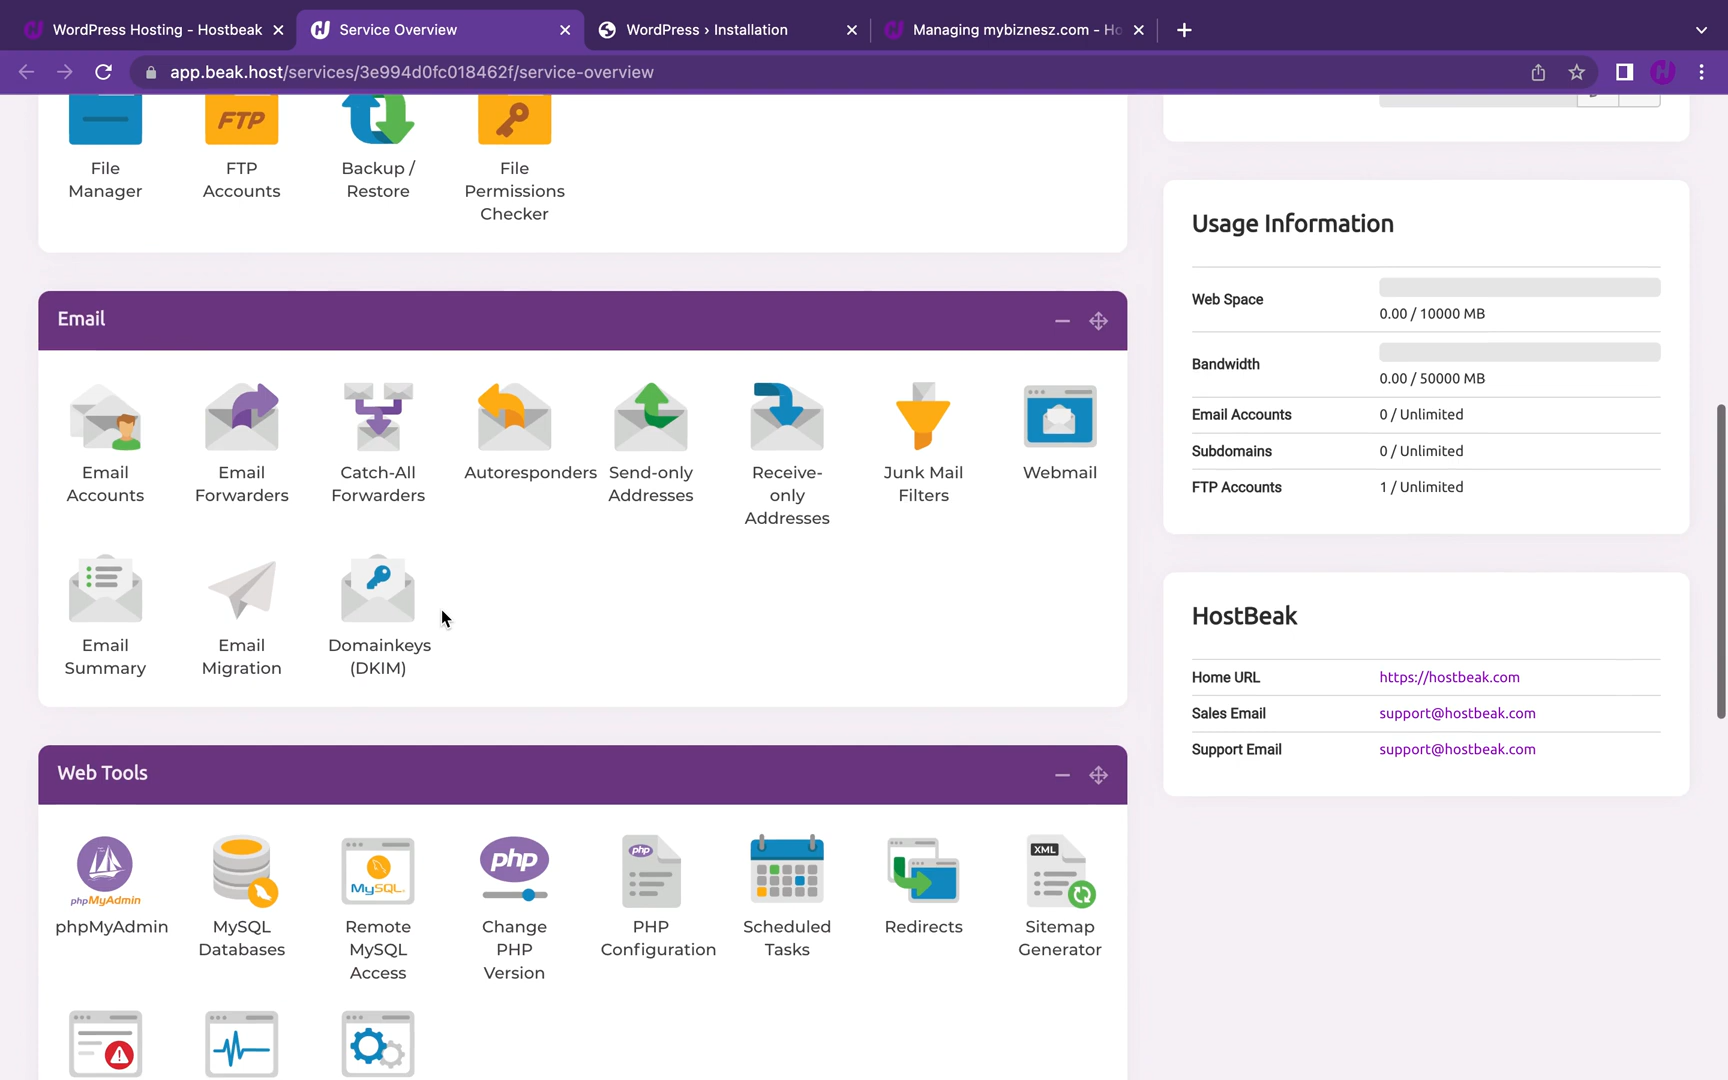 WordPress Hosting - Hostbeak
Service Overview
WordPress › Installation
Managing mybiznesz.com - Ho
app.beak.host/services/3e994d0fc018462f/service-overview
File
Manager
FTP
FTP
Accounts
Backup /
Restore
File
Permissions
Checker
Email
Email
Accounts
Email
Forwarders
Catch-All
Forwarders
Autoresponders
Send-only
Addresses
Receive-
only
Addresses
Junk Mail
Filters
Webmail
Email
Summary
Email
Migration
Domainkeys
(DKIM)
Web Tools
phpMyAdmin
phpMyAdmin
MySQL
Databases
MySQL
Remote
MySQL
Access
php
Change
PHP
Version
php
PHP
Configuration
Scheduled
Tasks
Redirects
XML
Sitemap
Generator
Usage Information
Web Space
0.00 / 10000 MB
Bandwidth
0.00 / 50000 MB
Email Accounts 0 / Unlimited
Subdomains 0 / Unlimited
FTP Accounts 1 / Unlimited
HostBeak
Home URL https://hostbeak.com
Sales Email support@hostbeak.com
Support Email support@hostbeak.com